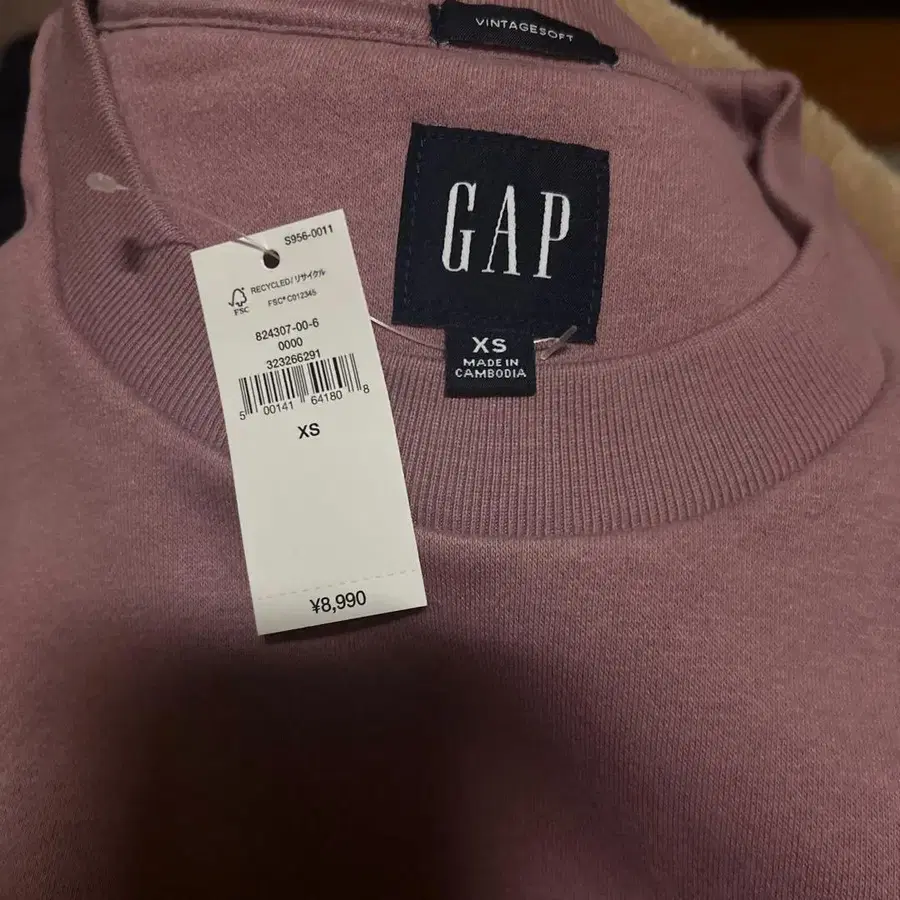 VINTAGESOFT
GAP
XS
MADE IN
CAMBODIA
S956-0011
FSC
RECYCLED/リサイクル
FSC® C012345
824307-00-6
0000
323266291
5 00141 64180 8
XS
¥8,990